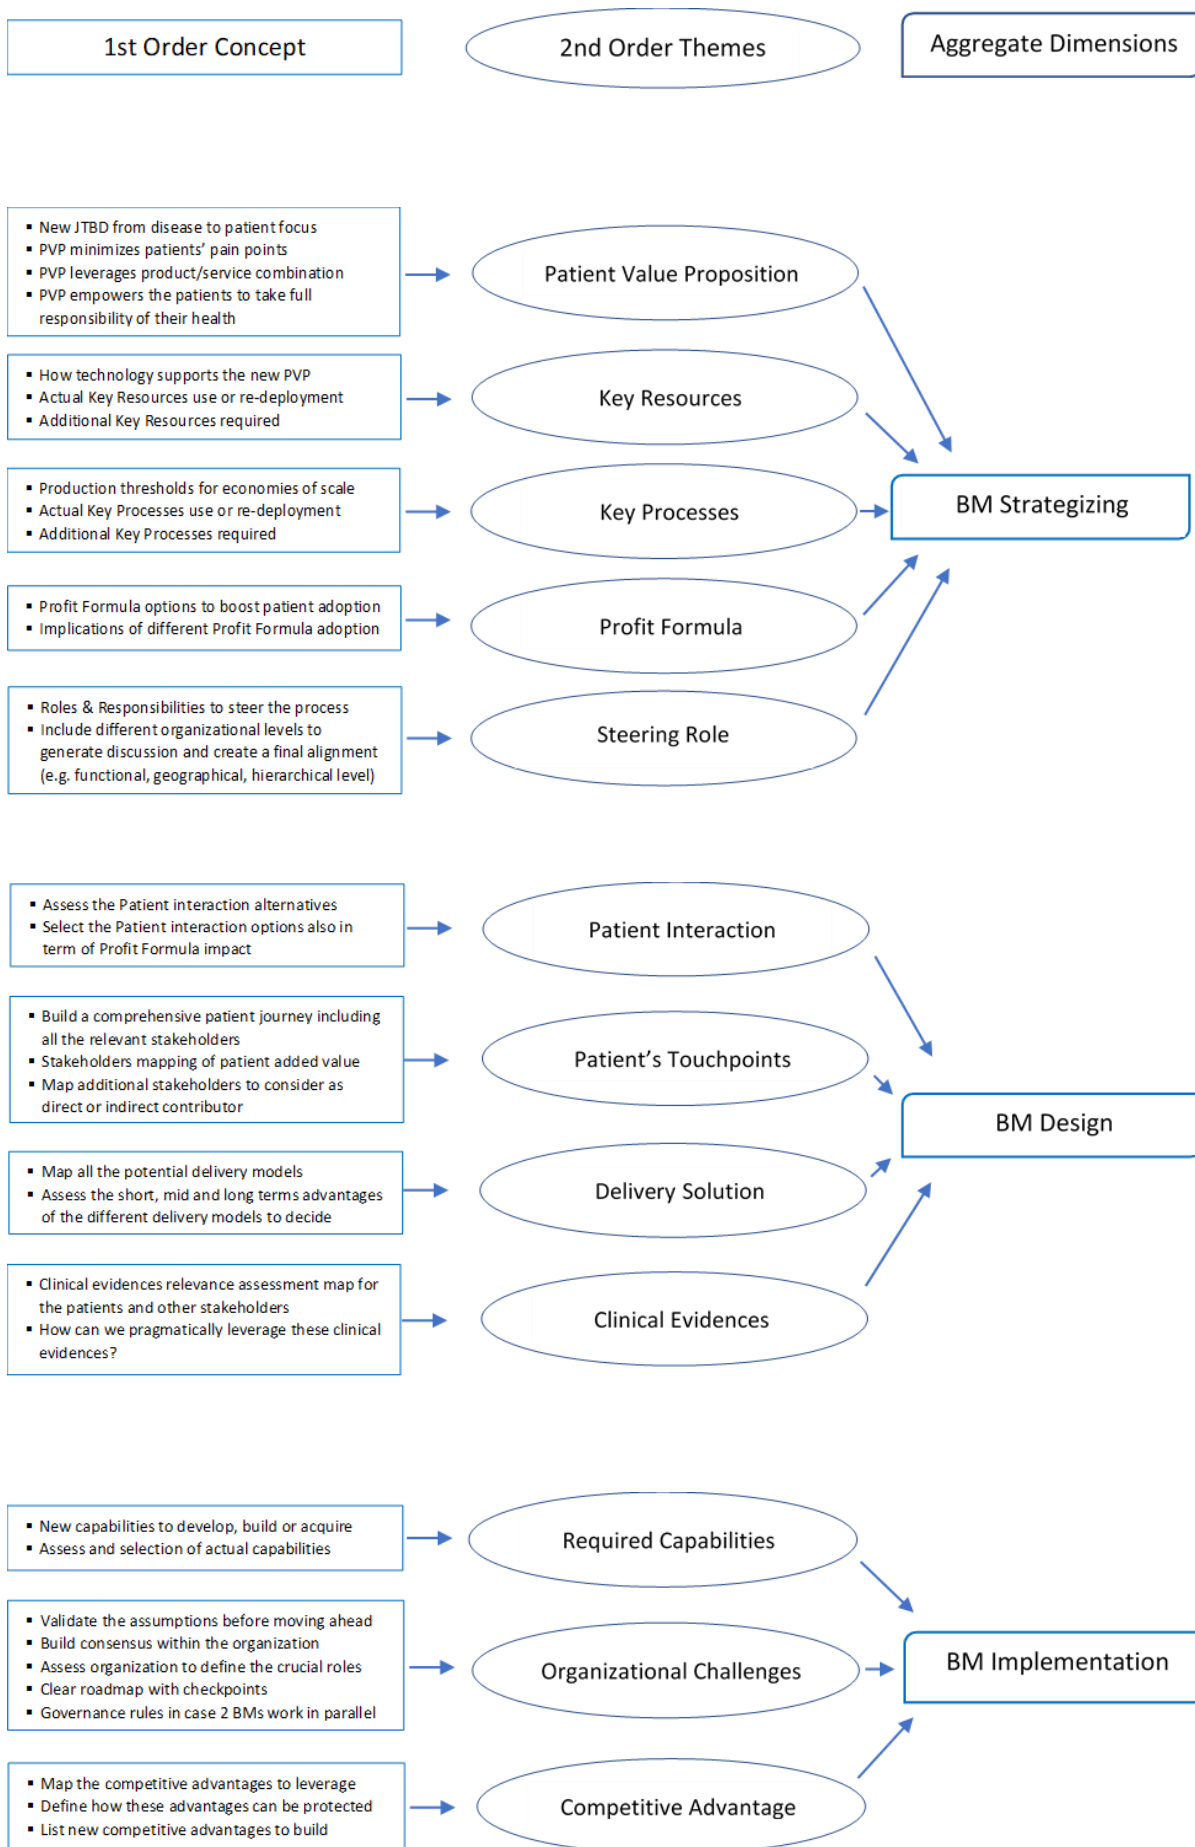 1st Order Concept
2nd Order Themes
Aggregate Dimensions
▪ New JTBD from disease to patient focus
▪ PVP minimizes patients' pain points
▪ PVP leverages product/service combination
▪ PVP empowers the patients to take full
responsibility of their health
Patient Value Proposition
▪ How technology supports the new PVP
▪ Actual Key Resources use or re-deployment
▪ Additional Key Resources required
Key Resources
▪ Production thresholds for economies of scale
▪ Actual Key Processes use or re-deployment
▪ Additional Key Processes required
Key Processes
BM Strategizing
▪ Profit Formula options to boost patient adoption
▪ Implications of different Profit Formula adoption
Profit Formula
▪ Roles & Responsibilities to steer the process
▪ Include different organizational levels to
generate discussion and create a final alignment
(e.g. functional, geographical, hierarchical level)
Steering Role
▪ Assess the Patient interaction alternatives
▪ Select the Patient interaction options also in
term of Profit Formula impact
Patient Interaction
▪ Build a comprehensive patient journey including
all the relevant stakeholders
▪ Stakeholders mapping of patient added value
▪ Map additional stakeholders to consider as
direct or indirect contributor
Patient's Touchpoints
BM Design
▪ Map all the potential delivery models
▪ Assess the short, mid and long terms advantages
of the different delivery models to decide
Delivery Solution
▪ Clinical evidences relevance assessment map for
the patients and other stakeholders
▪ How can we pragmatically leverage these clinical
evidences?
Clinical Evidences
▪ New capabilities to develop, build or acquire
▪ Assess and selection of actual capabilities
Required Capabilities
▪ Validate the assumptions before moving ahead
▪ Build consensus within the organization
▪ Assess organization to define the crucial roles
▪ Clear roadmap with checkpoints
▪ Governance rules in case 2 BMs work in parallel
Organizational Challenges
BM Implementation
▪ Map the competitive advantages to leverage
▪ Define how these advantages can be protected
▪ List new competitive advantages to build
Competitive Advantage